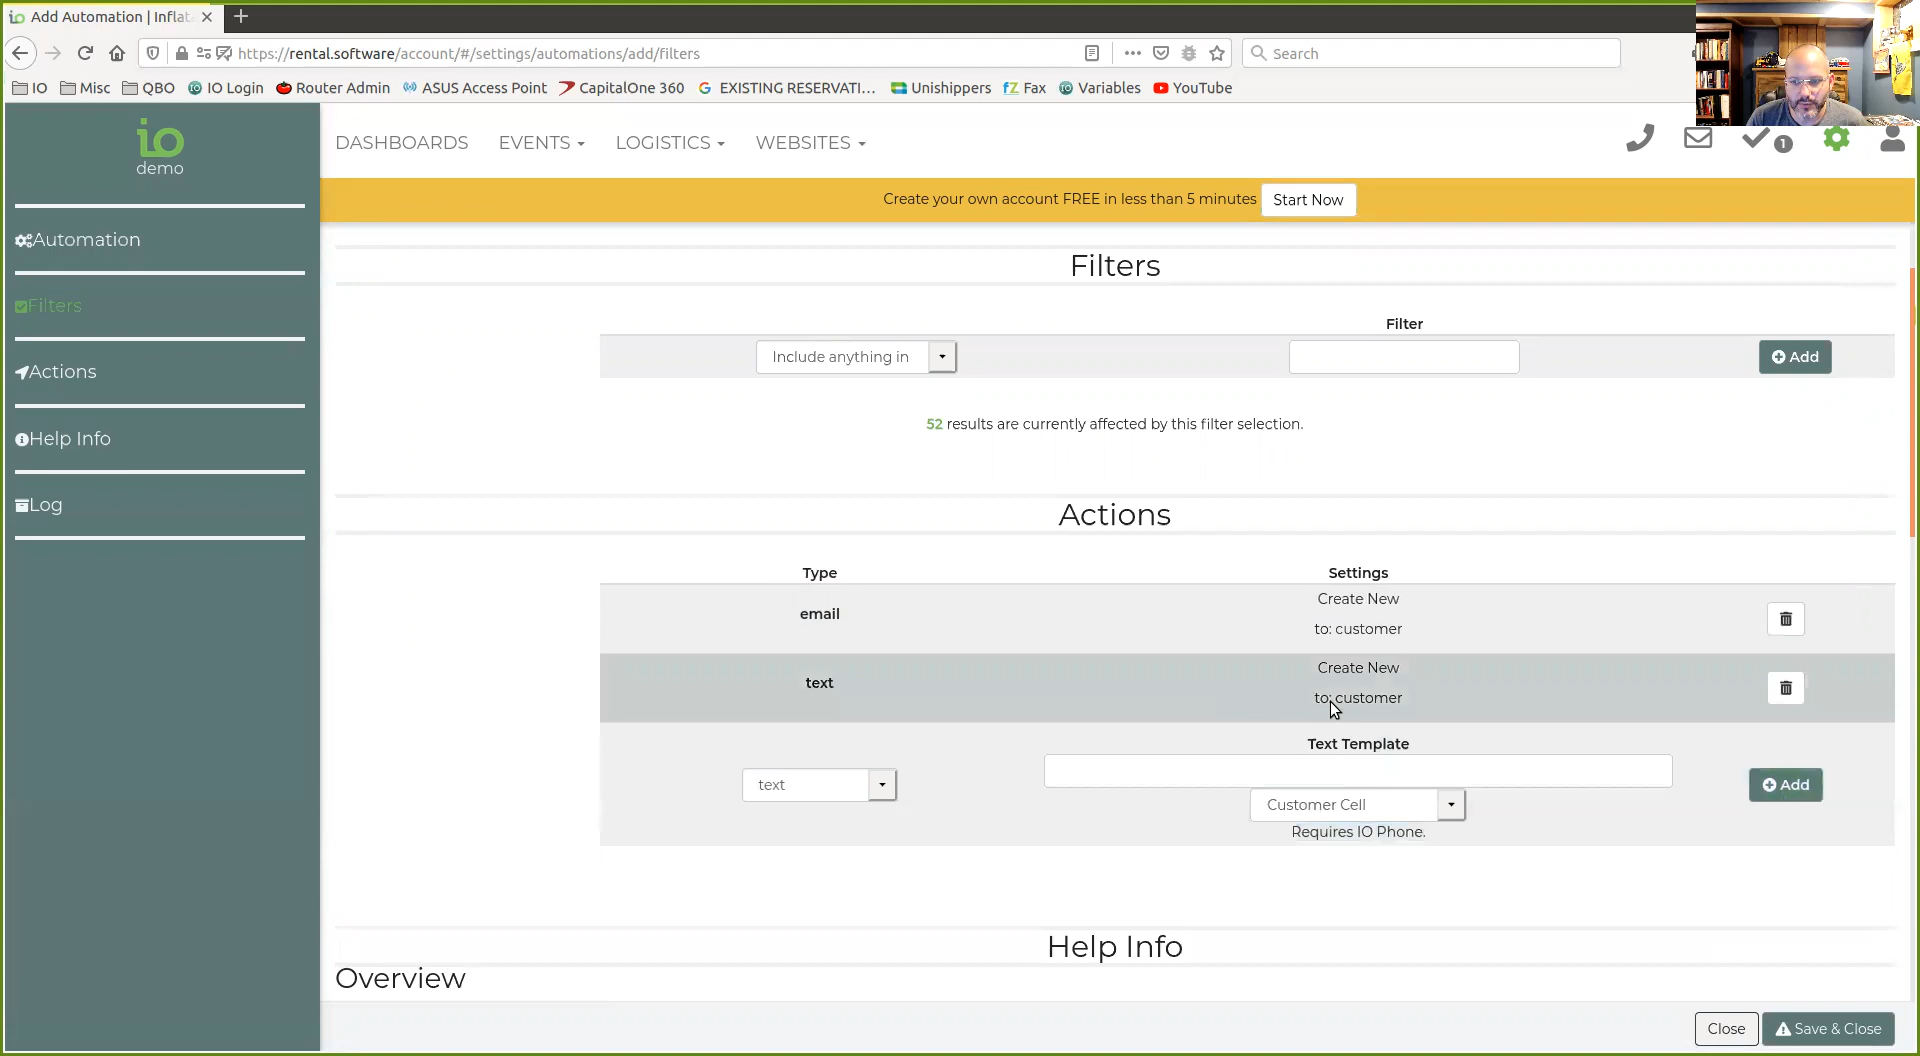 Add Automation | Inflat
https://rental.software/account/#/settings/automations/add/filters
Search
IO
Misc
QBO
IO Login
Router Admin
ASUS Access Point
CapitalOne 360
EXISTING RESERVATI...
Unishippers
fZ Fax
Variables
YouTube
io
demo
DASHBOARDS
EVENTS
LOGISTICS
WEBSITES
1
Create your own account FREE in less than 5 minutes
Start Now
Automation
Filters
Actions
Help Info
Log
Filters
Filter
Include anything in
Add
52 results are currently affected by this filter selection.
Actions
Type
Settings
email
Create New
to: customer
text
Create New
to: customer
Text Template
text
Add
Customer Cell
Requires IO Phone.
Help Info
Overview
Close
Save & Close